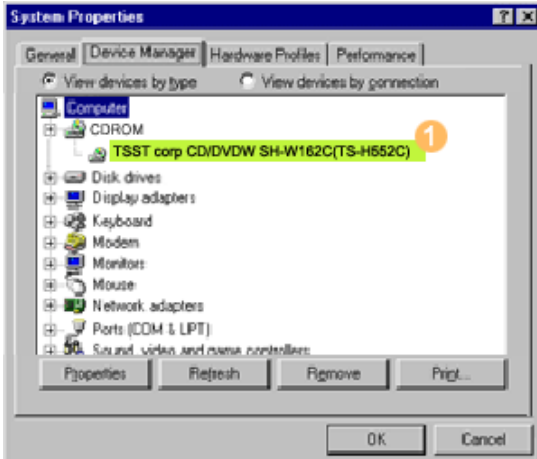 System Properties
General Device Manager Hardware Profiles Performance
View devices by type View devices by connection
Computer
CDROM
1
TSST corp CD/DVDW SH-W162C(TS-H552C)
Disk drives
Display adapters
Keyboard
Modem
Monitors
Mouse
Network adapters
Ports (COM & LPT)
Sound, video and game controllers
Properties Refresh Remove Print...
OK Cancel